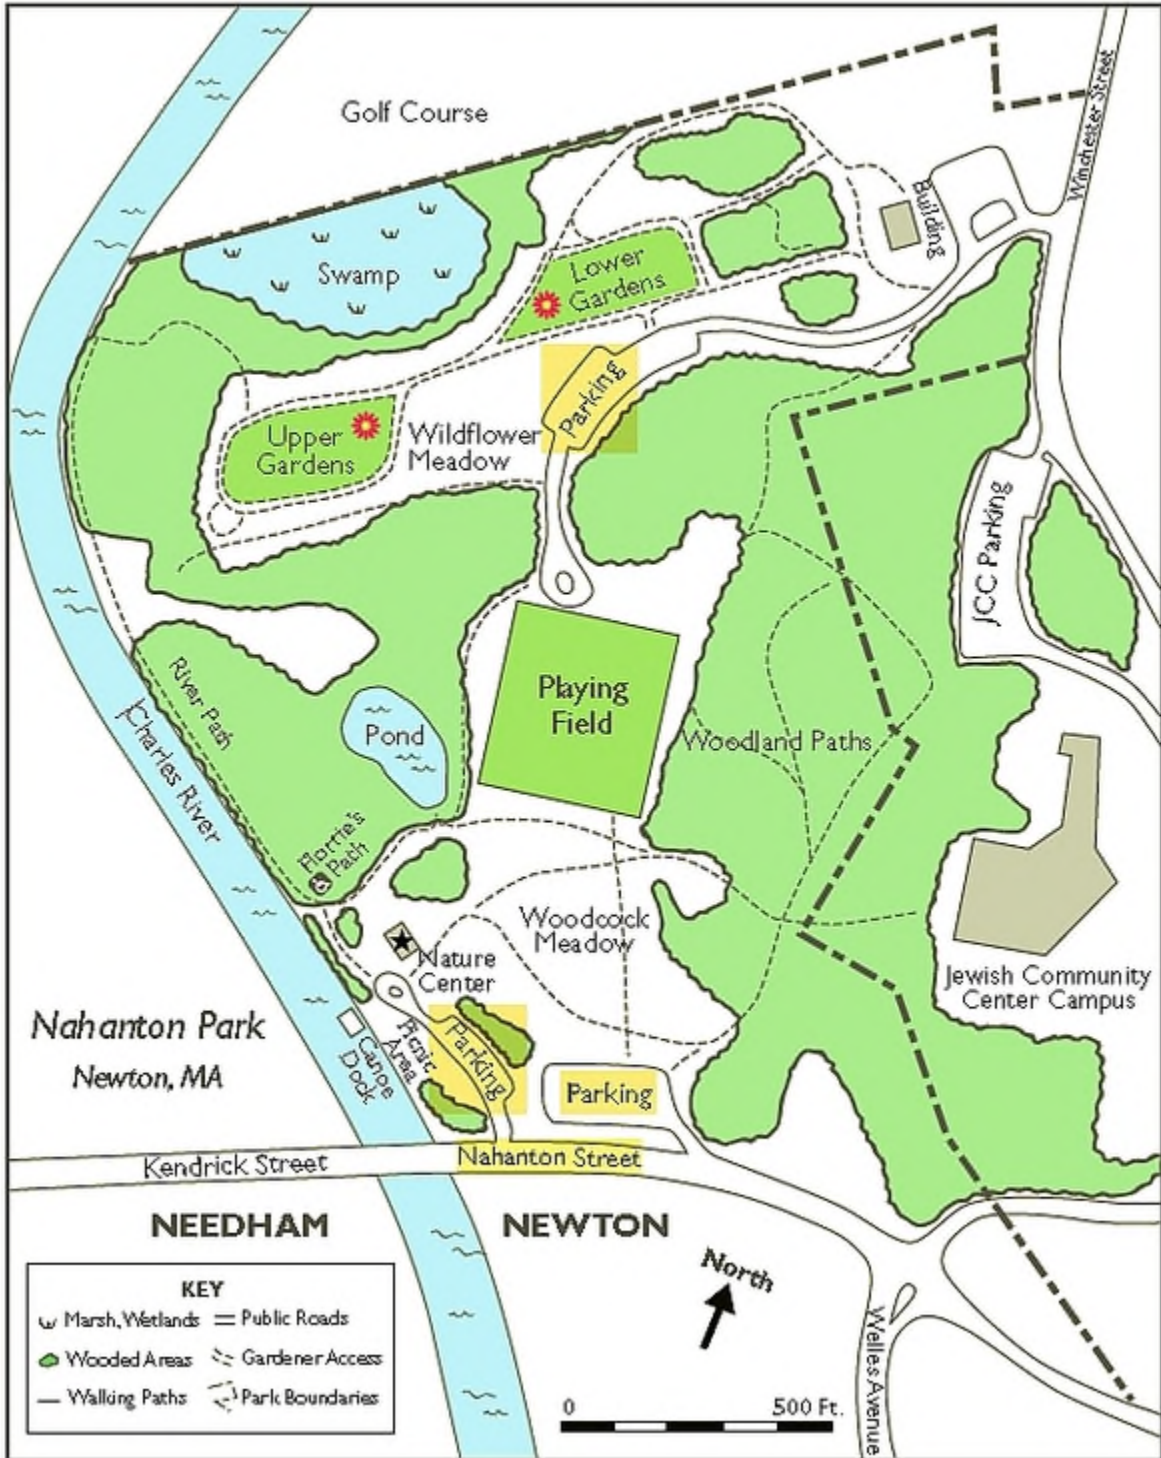 Golf Course
Winchester Street
Building
Lower
Gardens
Swamp
Parking
Upper
Gardens
Wildflower
Meadow
JCC Parking
Playing
Field
River Path
Pond
Woodland Paths
Charles River
Florrie's
Path
Woodcock
Meadow
Nature
Center
Jewish Community
Center Campus
Nahanton Park
Newton, MA
Picnic
Area
Parking
Canoe
Dock
Parking
Kendrick Street
Nahanton Street
NEEDHAM
NEWTON
North
KEY
Marsh, Wetlands
Public Roads
Wooded Areas
Gardener Access
Walking Paths
Park Boundaries
0
500 Ft.
Welles Avenue